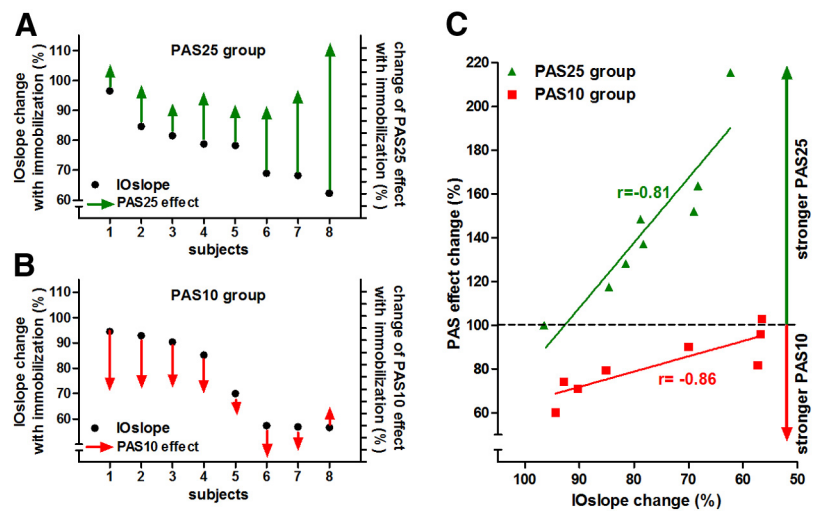 A
PAS25 group
IOslope change
with immobilization (%)
110
100
90
80
70
60
IOslope
PAS25 effect
1 2 3 4 5 6 7 8
subjects
change of PAS25 effect
with immobilization (%)
B
PAS10 group
IOslope change
with immobilization (%)
110
100
90
80
70
60
IOslope
PAS10 effect
1 2 3 4 5 6 7 8
subjects
change of PAS10 effect
with immobilization (%)
C
PAS25 group
PAS10 group
PAS effect change (%)
220
200
180
160
140
120
100
80
60
r=-0.81
r= -0.86
stronger PAS25
stronger PAS10
100 90 80 70 60 50
IOslope change (%)